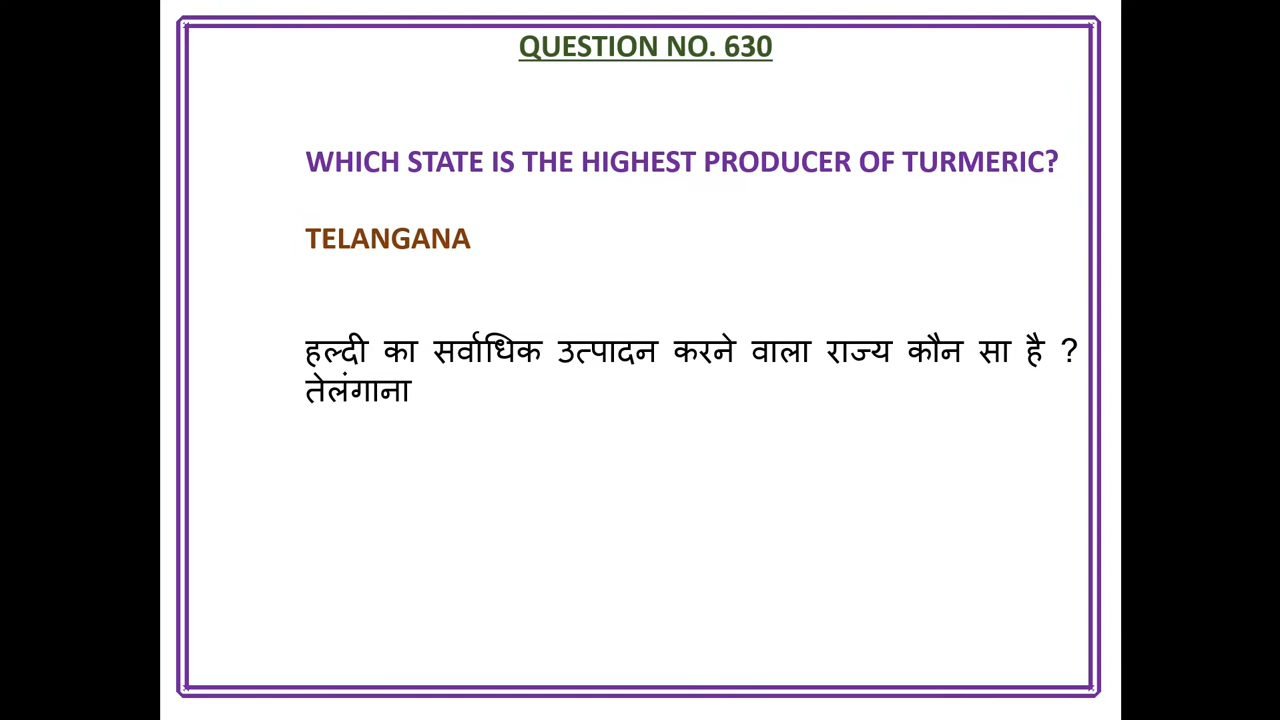 QUESTION NO. 630
WHICH STATE IS THE HIGHEST PRODUCER OF TURMERIC?
TELANGANA
हल्दी का सर्वाधिक उत्पादन करने वाला राज्य कौन सा है ?
तेलंगाना